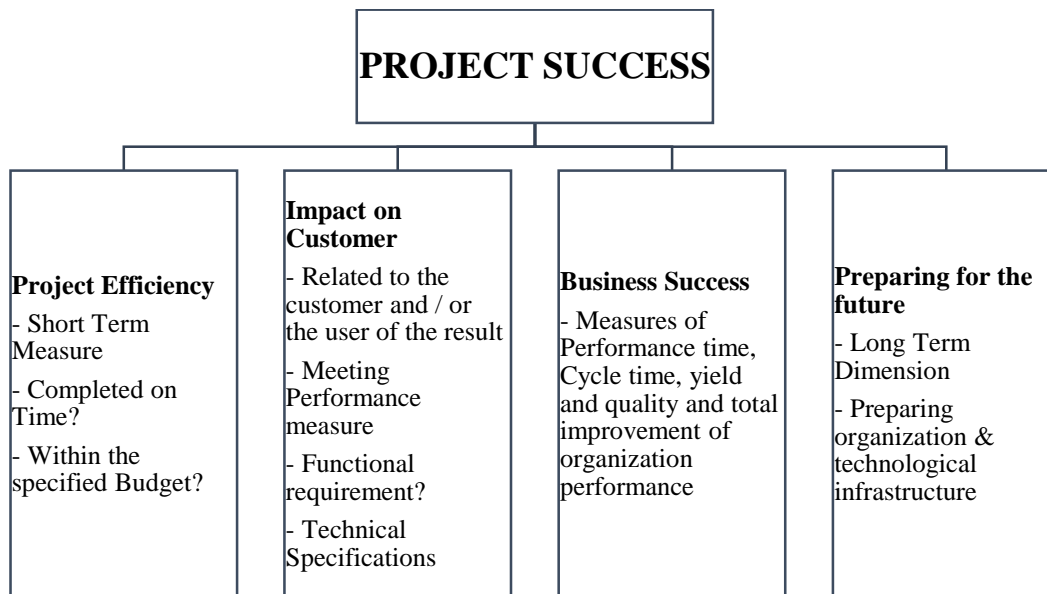 PROJECT SUCCESS
Project Efficiency
- Short Term
Measure
- Completed on
Time?
- Within the
specified Budget?
Impact on
Customer
- Related to the
customer and / or
the user of the result
- Meeting
Performance
measure
- Functional
requirement?
- Technical
Specifications
Business Success
- Measures of
Performance time,
Cycle time, yield
and quality and total
improvement of
organization
performance
Preparing for the
future
- Long Term
Dimension
- Preparing
organization &
technological
infrastructure